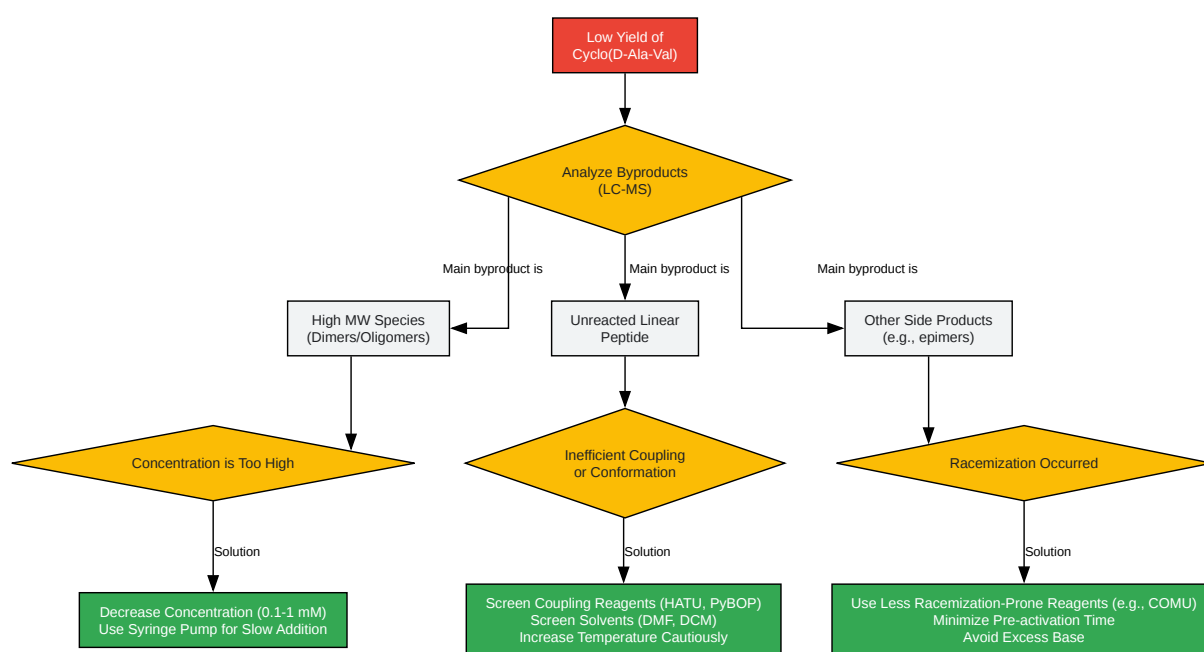 Low Yield of
Cyclo(D-Ala-Val)
Analyze Byproducts
(LC-MS)
Main byproduct is
Main byproduct is
Main byproduct is
High MW Species
(Dimers/Oligomers)
Unreacted Linear
Peptide
Other Side Products
(e.g., epimers)
Concentration is Too High
Inefficient Coupling
or Conformation
Racemization Occurred
Solution
Solution
Solution
Decrease Concentration (0.1-1 mM)
Use Syringe Pump for Slow Addition
Screen Coupling Reagents (HATU, PyBOP)
Screen Solvents (DMF, DCM)
Increase Temperature Cautiously
Use Less Racemization-Prone Reagents (e.g., COMU)
Minimize Pre-activation Time
Avoid Excess Base